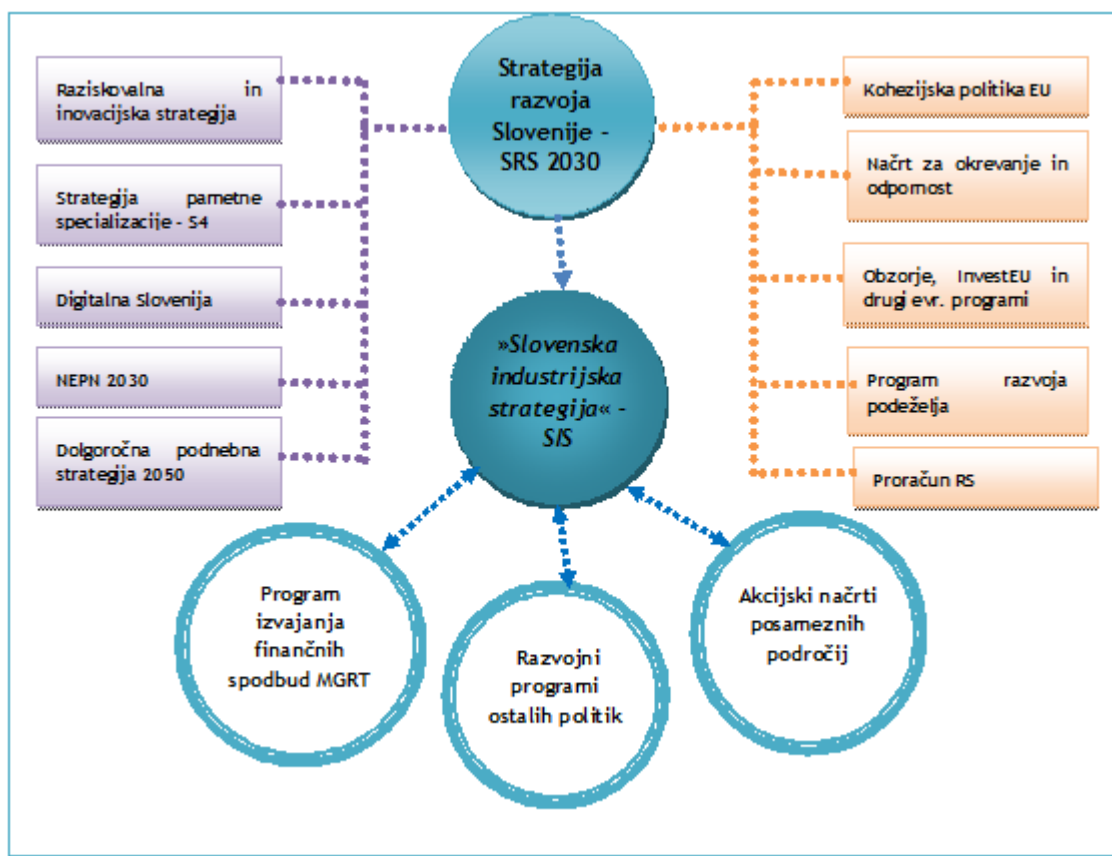 Strategija
razvoja
Slovenije -
SRS 2030
Raziskovalna in
inovacijska strategija
Strategija pametne
specializacije - S4
Digitalna Slovenija
NEPN 2030
Dolgoročna podnebna
strategija 2050
Kohezijska politika EU
Načrt za okrevanje in
odpornost
Obzorje, InvestEU in
drugi evr. programi
Program razvoja
podeželja
Proračun RS
»Slovenska
industrijska
strategija« -
SIS
Program
izvajanja
finančnih
spodbud MGRT
Razvojni
programi
ostalih politik
Akcijski načrti
posameznih
področij